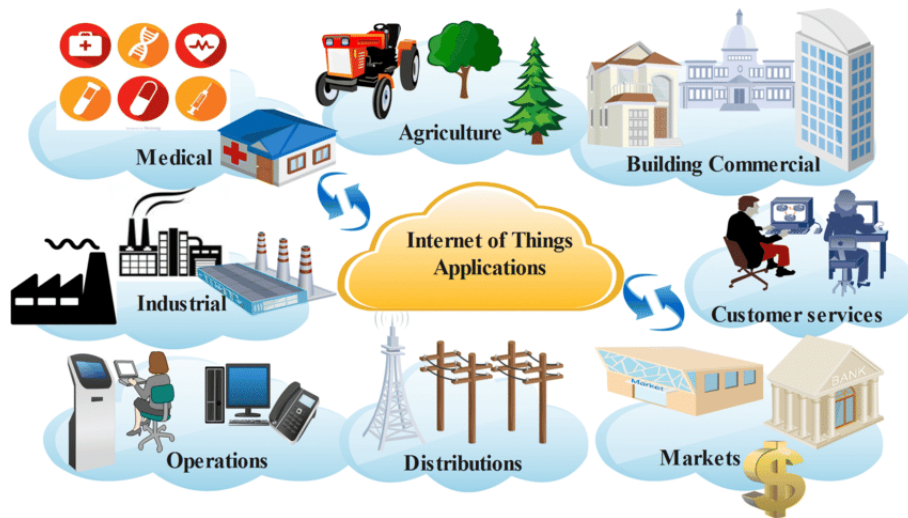 Medical
Agriculture
Building Commercial
Internet of Things
Applications
Industrial
Customer services
Market
BANK
Operations
Distributions
Markets